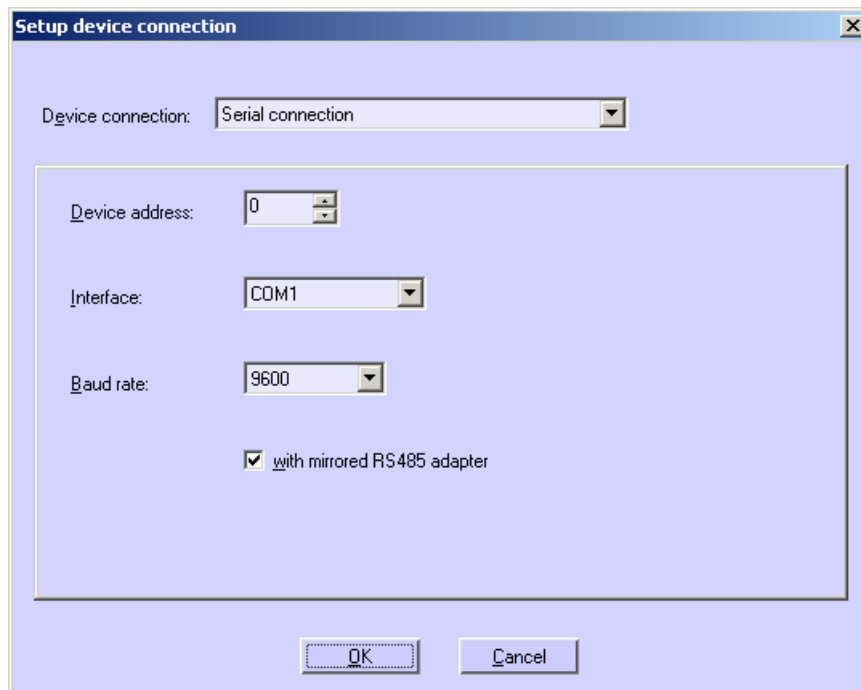 Setup device connection
Device connection: Serial connection
Device address: 0
Interface: COM1
Baud rate: 9600
with mirrored RS485 adapter
OK Cancel